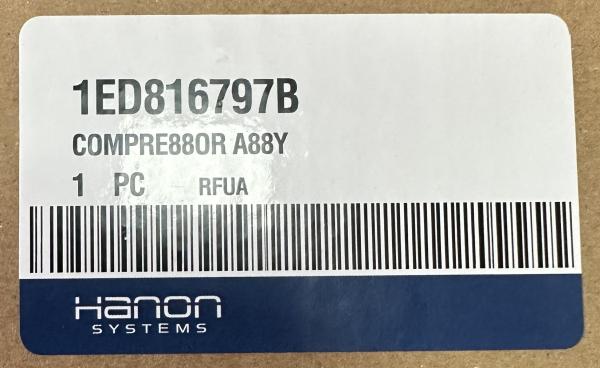 1ED816797B
COMPRE88OR A88Y
1 PC - RFUA
Hanon
SYSTEMS